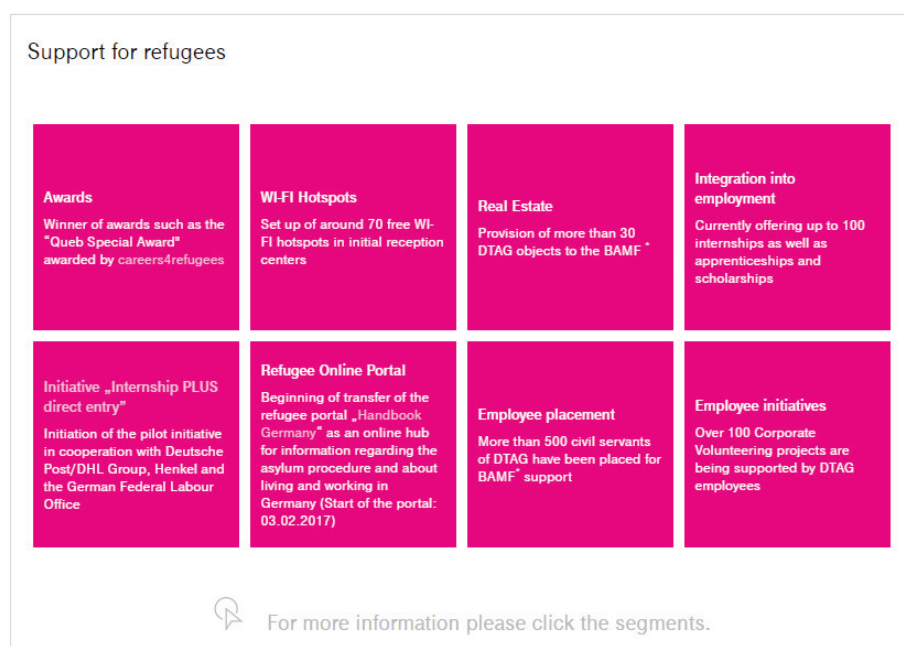 Support for refugees
Awards
Winner of awards such as the
"Queb Special Award"
awarded by careers4refugees
WI-FI Hotspots
Set up of around 70 free WI-
FI hotspots in initial reception
centers
Real Estate
Provision of more than 30
DTAG objects to the BAMF *
Integration into
employment
Currently offering up to 100
internships as well as
apprenticeships and
scholarships
Initiative „Internship PLUS
direct entry”
Initiation of the pilot initiative
in cooperation with Deutsche
Post/DHL Group, Henkel and
the German Federal Labour
Office
Refugee Online Portal
Beginning of transfer of the
refugee portal „Handbook
Germany“ as an online hub
for information regarding the
asylum procedure and about
living and working in
Germany (Start of the portal:
03.02.2017)
Employee placement
More than 500 civil servants
of DTAG have been placed for
BAMF* support
Employee initiatives
Over 100 Corporate
Volunteering projects are
being supported by DTAG
employees
For more information please click the segments.